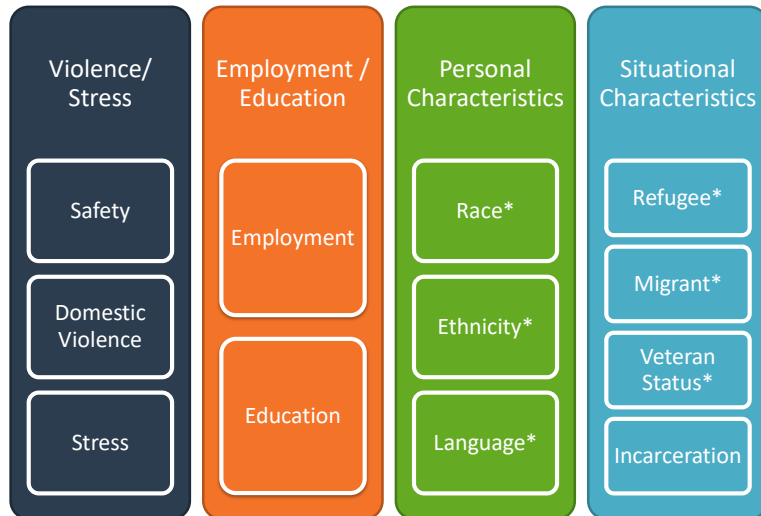 Violence/
Stress
Safety
Domestic
Violence
Stress
Employment /
Education
Employment
Education
Personal
Characteristics
Race*
Ethnicity*
Language*
Situational
Characteristics
Refugee*
Migrant*
Veteran
Status*
Incarceration